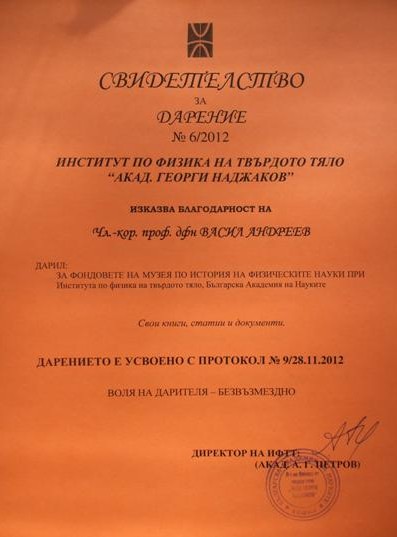 СВИДЕТЕЛСТВО
ЗА
ДАРЕНИЕ
№ 6/2012
ИНСТИТУТ ПО ФИЗИКА НА ТВЪРДОТО ТЯЛО
“АКАД. ГЕОРГИ НАДЖАКОВ”
ИЗКАЗВА БЛАГОДАРНОСТ НА
Чл.-кор. проф. дфн ВАСИЛ АНДРЕЕВ
ДАРИЛ:
ЗА ФОНДОВЕТЕ НА МУЗЕЯ ПО ИСТОРИЯ НА ФИЗИЧЕСКИТЕ НАУКИ ПРИ
Института по физика на твърдото тяло, Българска Академия на Науките
Свои книги, статии и документи.
ДАРЕНИЕТО Е УСВОЕНО С ПРОТОКОЛ № 9/28.11.2012
ВОЛЯ НА ДАРИТЕЛЯ – БЕЗВЪЗМЕЗДНО
ДИРЕКТОР НА ИФТТ:
(АКАД. А. Г. ПЕТРОВ)